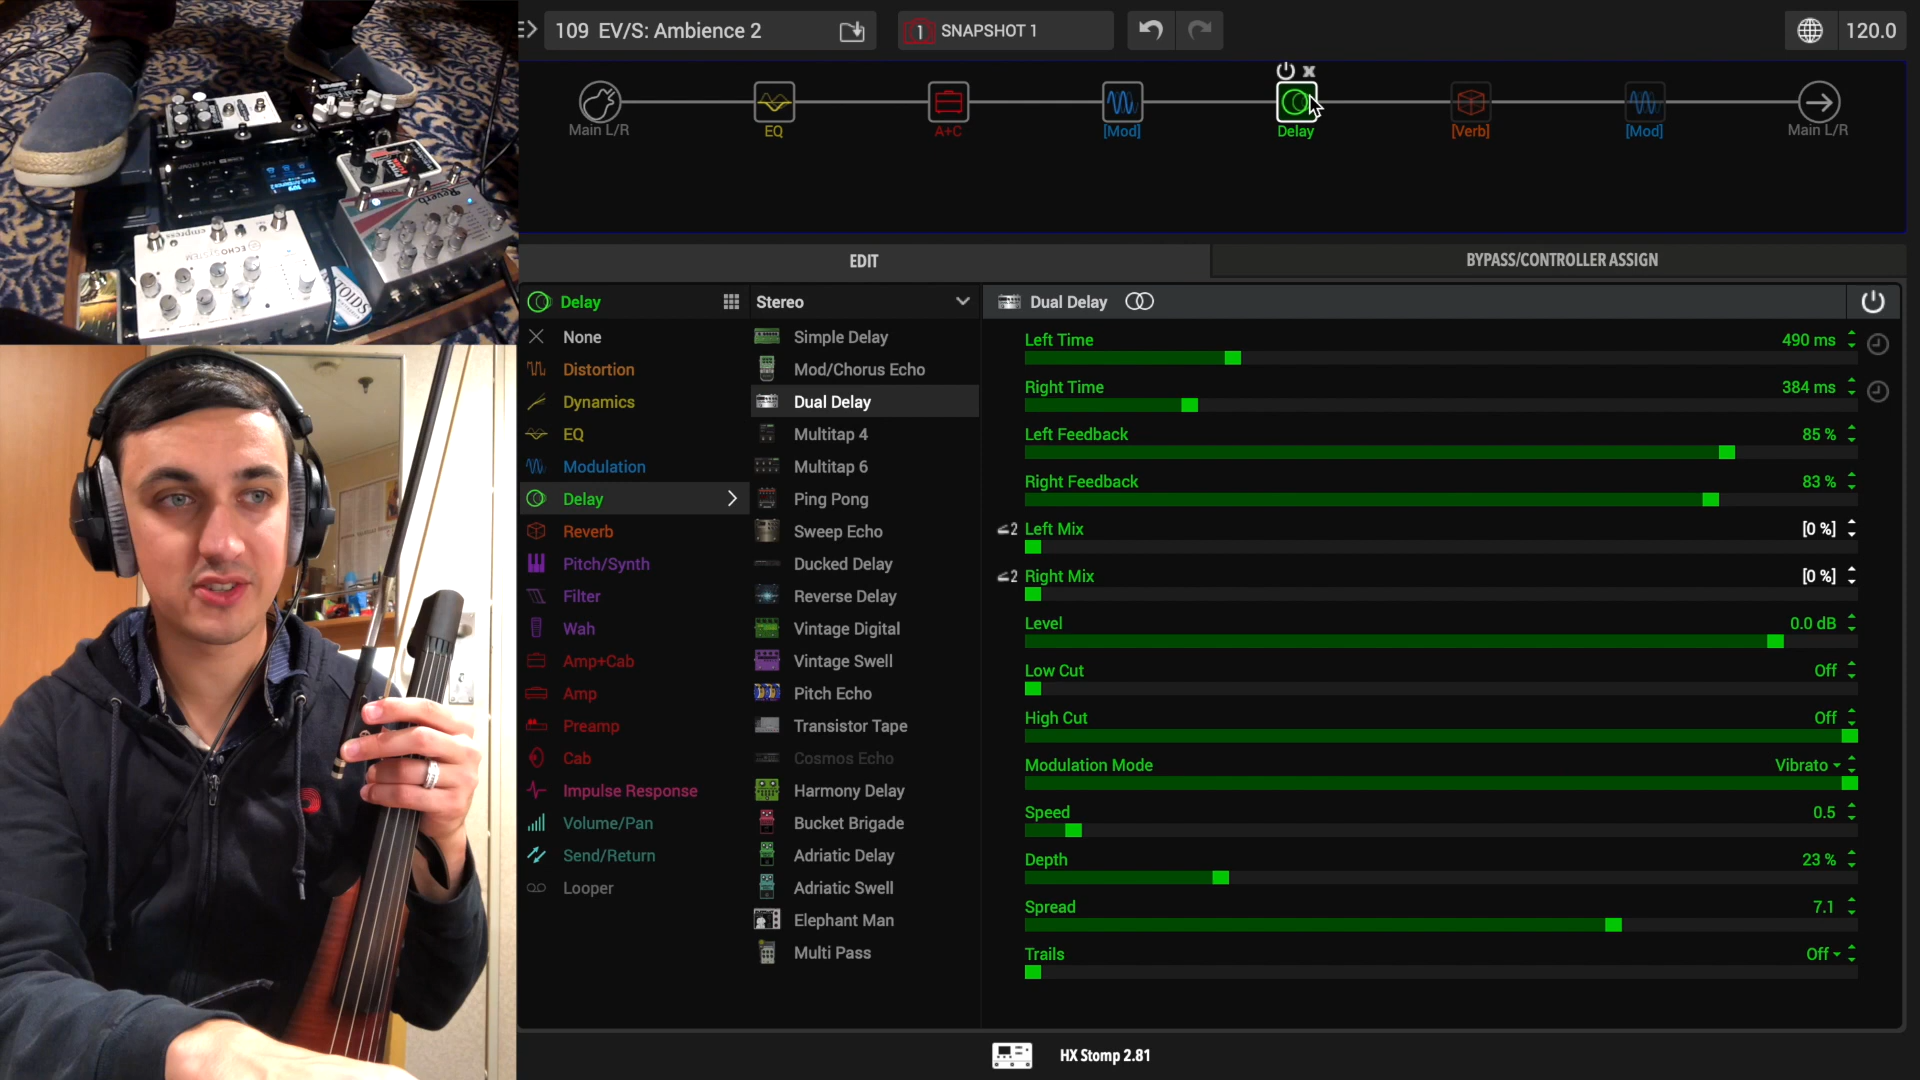 109 EV/S: Ambience 2
1 SNAPSHOT 1
120.0
Main L/R
EQ
A+C
[Mod]
Delay
[Verb]
[Mod]
Main L/R
EDIT
BYPASS/CONTROLLER ASSIGN
Delay
None
Distortion
Dynamics
EQ
Modulation
Delay
Reverb
Pitch/Synth
Filter
Wah
Amp+Cab
Amp
Preamp
Cab
Impulse Response
Volume/Pan
Send/Return
Looper
Stereo
Simple Delay
Mod/Chorus Echo
Dual Delay
Multitap 4
Multitap 6
Ping Pong
Sweep Echo
Ducked Delay
Reverse Delay
Vintage Digital
Vintage Swell
Pitch Echo
Transistor Tape
Cosmos Echo
Harmony Delay
Bucket Brigade
Adriatic Delay
Adriatic Swell
Elephant Man
Multi Pass
Dual Delay
Left Time 490 ms
Right Time 384 ms
Left Feedback 85 %
Right Feedback 83 %
2 Left Mix [0 %]
2 Right Mix [0 %]
Level 0.0 dB
Low Cut Off
High Cut Off
Modulation Mode Vibrato
Speed 0.5
Depth 23 %
Spread 7.1
Trails Off
HX Stomp 2.81
empress
ECHOSYSTEM
Reverb